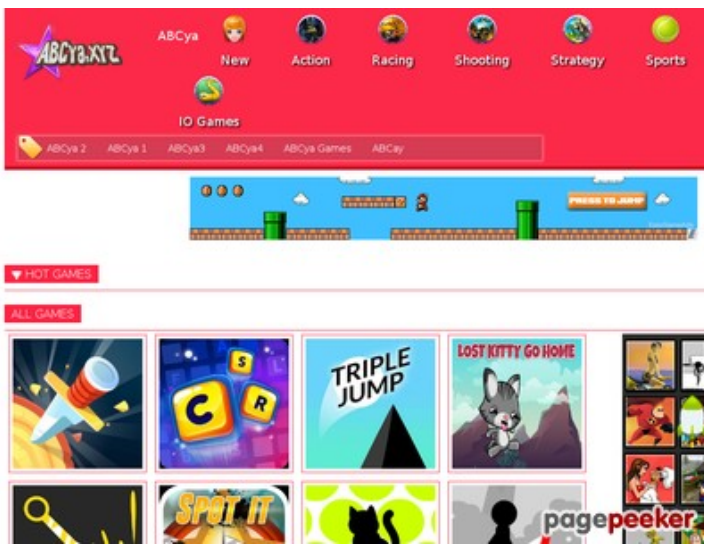 ABCya.XYZ
ABCya
New
Action
Racing
Shooting
Strategy
Sports
IO Games
ABCya 2 ABCya 1 ABCya3 ABCya4 ABCya Games ABCay
PRESS TO JUMP
▼ HOT GAMES
ALL GAMES
S
C
R
TRIPLE
JUMP
LOST KITTY GO HOME
SPOT IT
pagepeeker